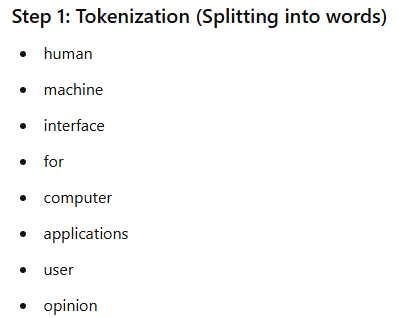 Step 1: Tokenization (Splitting into words)
• human
• machine
• interface
• for
• computer
• applications
• user
• opinion